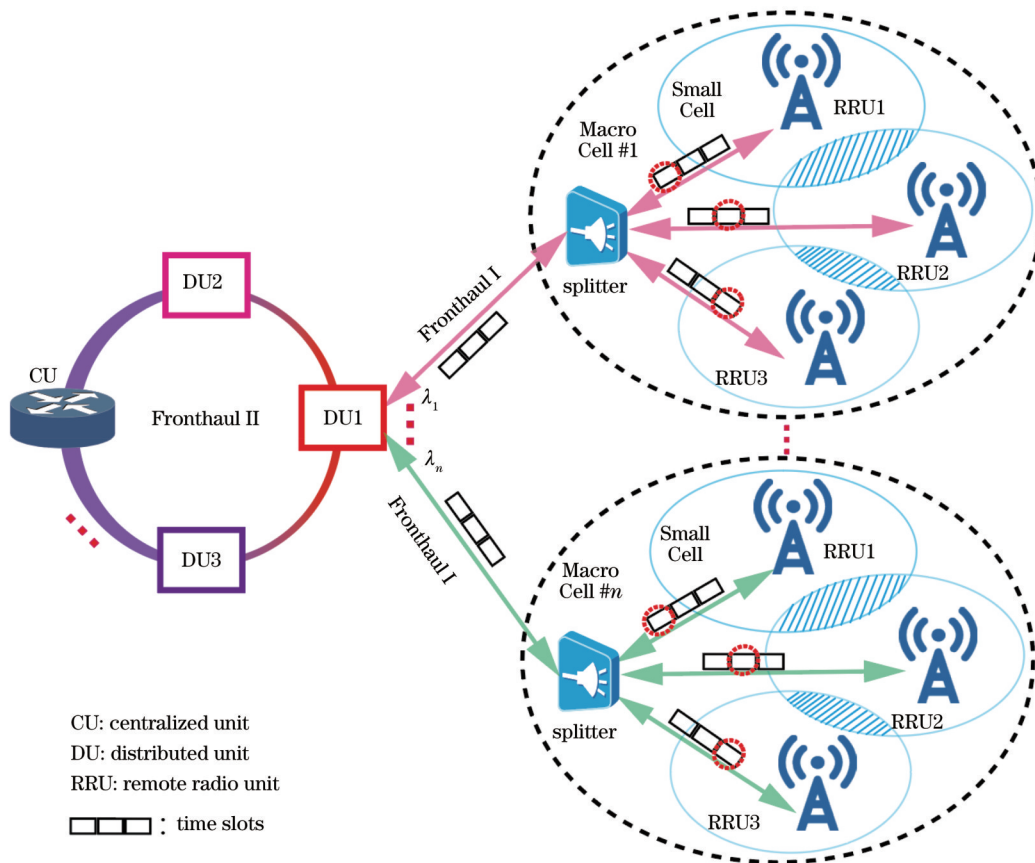 Small
Cell
RRU1
Macro
Cell #1
RRU2
splitter
RRU3
DU2
Fronthaul I
CU
Fronthaul II
DU1
λ1
λn
DU3
Fronthaul I
Small
Cell
RRU1
Macro
Cell #n
RRU2
splitter
RRU3
CU: centralized unit
DU: distributed unit
RRU: remote radio unit
: time slots